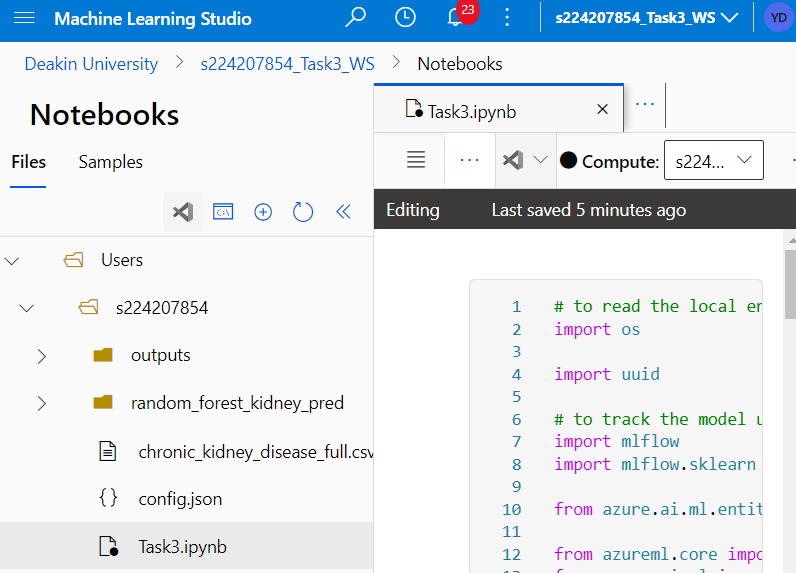 Machine Learning Studio
23
s224207854_Task3_WS
YD
Deakin University > s224207854_Task3_WS > Notebooks
Notebooks
Files Samples
Users
s224207854
outputs
random_forest_kidney_pred
chronic_kidney_disease_full.csv
{} config.json
Task3.ipynb
Task3.ipynb
Compute: s224...
Editing Last saved 5 minutes ago
1 # to read the local en
2 import os
3
4 import uuid
5
6 # to track the model u
7 import mlflow
8 import mlflow.sklearn
9
10 from azure.ai.ml.entit
11
12 from azureml.core impo